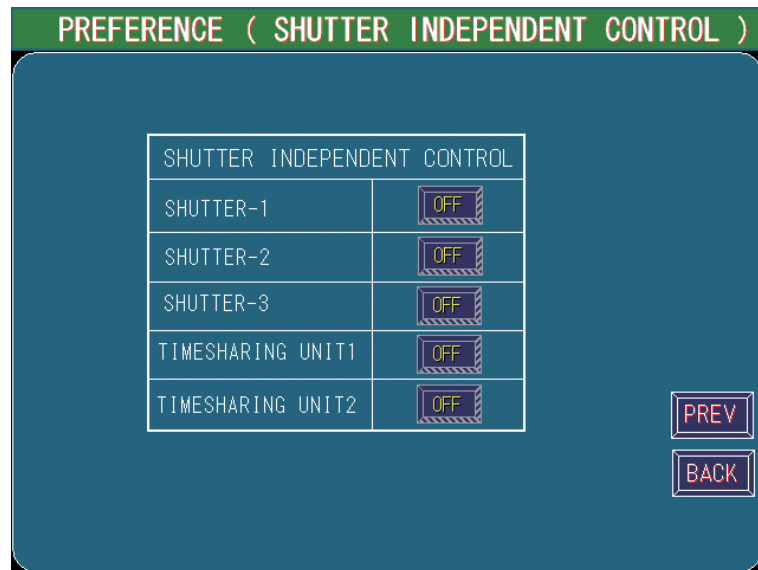 PREFERENCE ( SHUTTER INDEPENDENT CONTROL )
SHUTTER INDEPENDENT CONTROL
SHUTTER-1 OFF
SHUTTER-2 OFF
SHUTTER-3 OFF
TIMESHARING UNIT1 OFF
TIMESHARING UNIT2 OFF
PREV
BACK